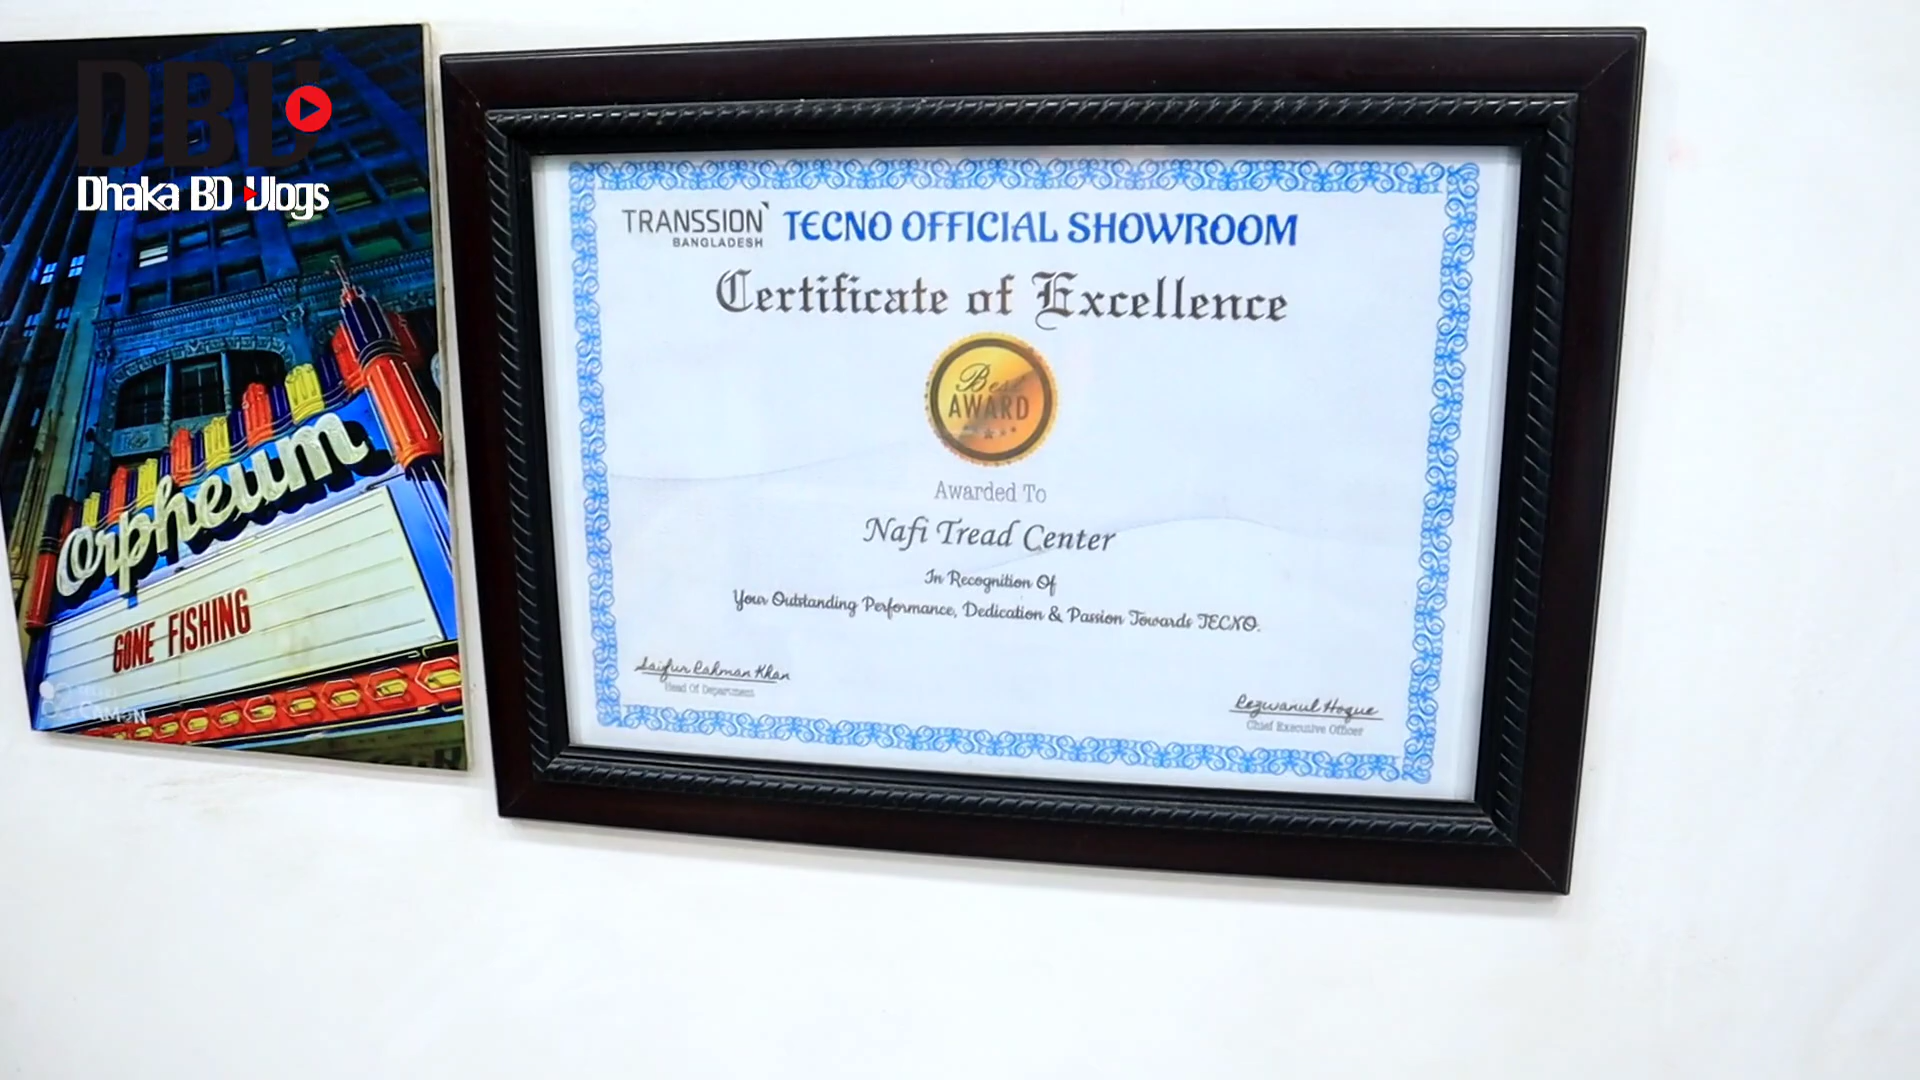 DBV
Dhaka BD Vlogs
Orpheum
GONE FISHING
CAMON
TRANSSION
BANGLADESH
TECNO OFFICIAL SHOWROOM
Certificate of Excellence
Best
AWARD
Awarded To
Nafi Tread Center
In Recognition Of
Your Outstanding Performance, Dedication & Passion Towards TECNO.
Saifur Rahman Khan
Head Of Department
Rezwanul Hoque
Chief Executive Officer